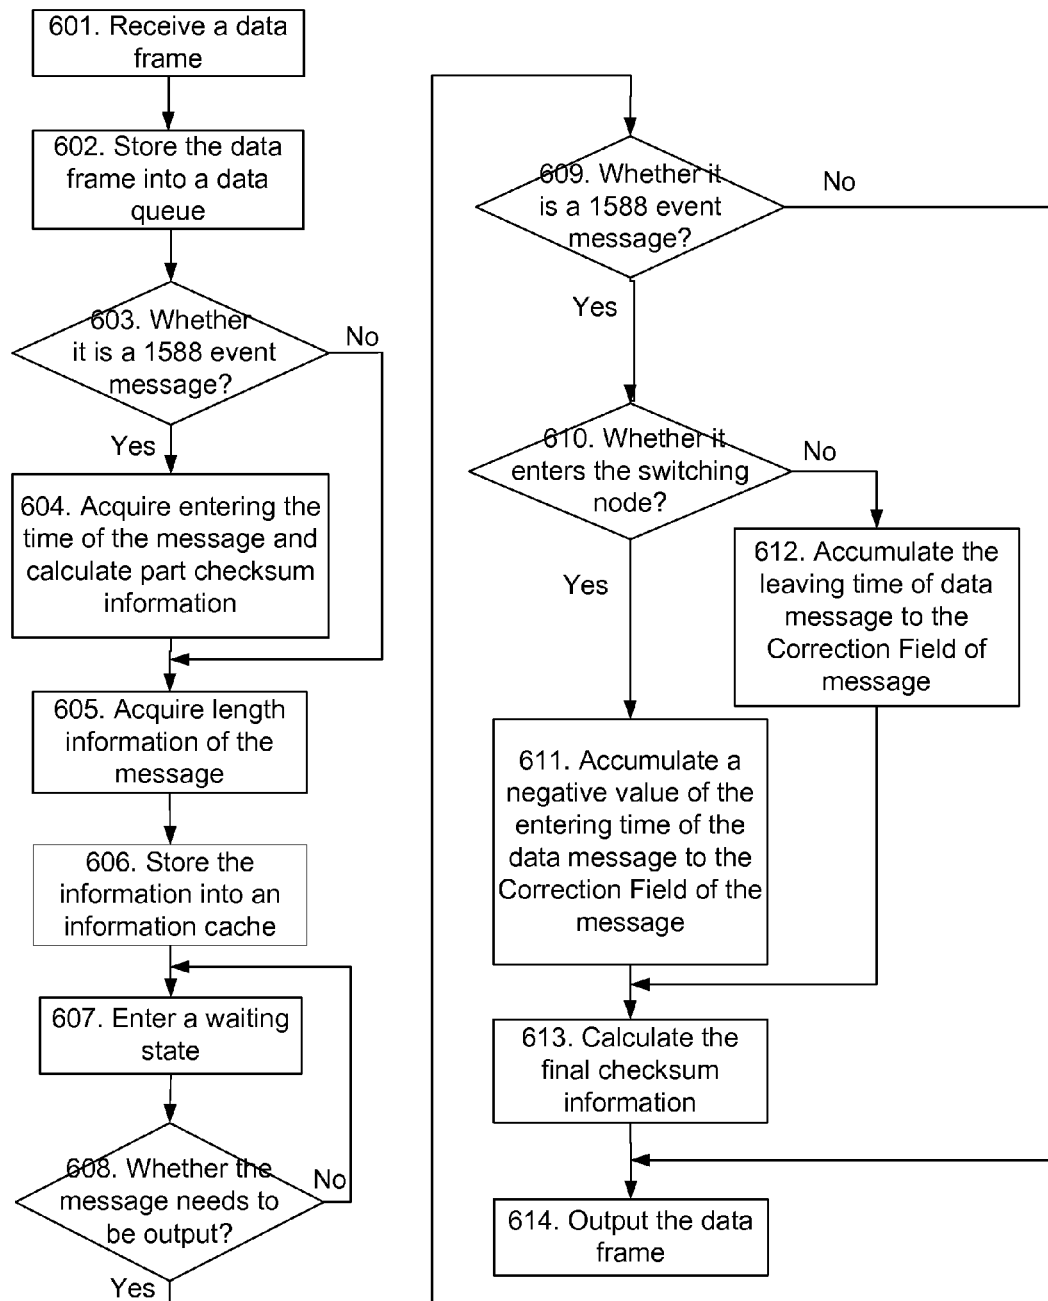 601. Receive a data
frame
602. Store the data
frame into a data
queue
603. Whether
it is a 1588 event
message?
No
Yes
604. Acquire entering the
time of the message and
calculate part checksum
information
605. Acquire length
information of the
message
606. Store the
information into an
information cache
607. Enter a waiting
state
608. Whether the
message needs to
be output?
No
Yes
609. Whether it
is a 1588 event
message?
No
Yes
610. Whether it
enters the switching
node?
No
Yes
612. Accumulate the
leaving time of data
message to the
Correction Field of
message
611. Accumulate a
negative value of the
entering time of the
data message to the
Correction Field of the
message
613. Calculate the
final checksum
information
614. Output the data
frame